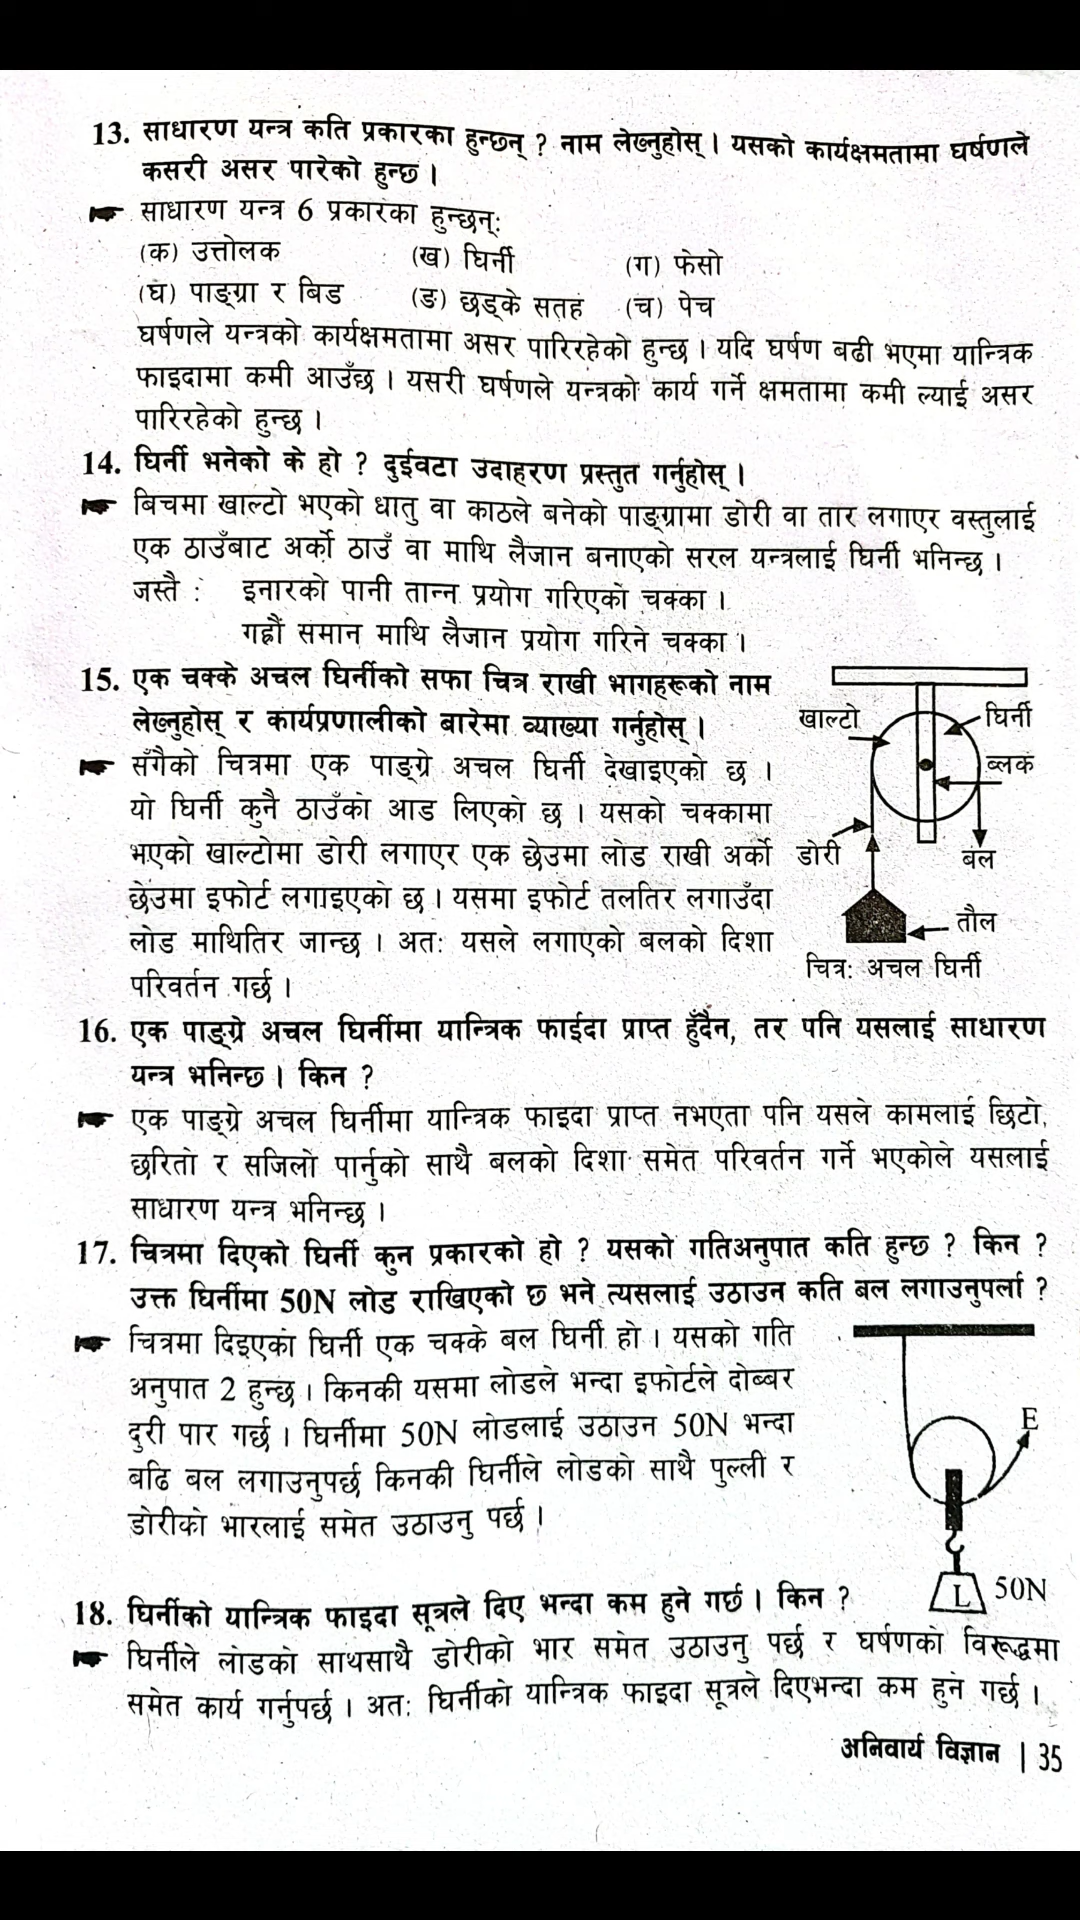 13. साधारण यन्त्र कति प्रकारका हुन्छन् ? नाम लेख्नुहोस् । यसको कार्यक्षमतामा घर्षणले
कसरी असर पारेको हुन्छ ।
साधारण यन्त्र 6 प्रकारका हुन्छन्:
(क) उत्तोलक (ख) घिर्नी (ग) फेसो
(घ) पाङ्ग्रा र बिड (ङ) छड्के सतह (च) पेच
घर्षणले यन्त्रको कार्यक्षमतामा असर पारिरहेको हुन्छ । यदि घर्षण बढी भएमा यान्त्रिक
फाइदामा कमी आउँछ । यसरी घर्षणले यन्त्रको कार्य गर्ने क्षमतामा कमी ल्याई असर
पारिरहेको हुन्छ ।
14. घिर्नी भनेको के हो ? दुईवटा उदाहरण प्रस्तुत गर्नुहोस् ।
बिचमा खाल्टो भएको धातु वा काठले बनेको पाङ्ग्रामा डोरी वा तार लगाएर वस्तुलाई
एक ठाउँबाट अर्को ठाउँ वा माथि लैजान बनाएको सरल यन्त्रलाई घिर्नी भनिन्छ ।
जस्तै : इनारको पानी तान्न प्रयोग गरिएको चक्का ।
गह्रौं समान माथि लैजान प्रयोग गरिने चक्का ।
15. एक चक्के अचल घिर्नीको सफा चित्र राखी भागहरूको नाम
लेख्नुहोस् र कार्यप्रणालीको बारेमा व्याख्या गर्नुहोस् ।
सँगैको चित्रमा एक पाङ्ग्रे अचल घिर्नी देखाइएको छ ।
यो घिर्नी कुनै ठाउँको आड लिएको छ । यसको चक्कामा
भएको खाल्टोमा डोरी लगाएर एक छेउमा लोड राखी अर्को
छेउमा इफोर्ट लगाइएको छ । यसमा इफोर्ट तलतिर लगाउँदा
लोड माथितिर जान्छ । अतः यसले लगाएको बलको दिशा
परिवर्तन गर्छ ।
खाल्टो घिर्नी
ब्लक
डोरी बल
तौल
चित्र: अचल घिर्नी
16. एक पाङ्ग्रे अचल घिर्नीमा यान्त्रिक फाईदा प्राप्त हुँदैन, तर पनि यसलाई साधारण
यन्त्र भनिन्छ । किन ?
एक पाङ्ग्रे अचल घिर्नीमा यान्त्रिक फाइदा प्राप्त नभएता पनि यसले कामलाई छिटो,
छरितो र सजिलो पार्नुको साथै बलको दिशा समेत परिवर्तन गर्ने भएकोले यसलाई
साधारण यन्त्र भनिन्छ ।
17. चित्रमा दिएको घिर्नी कुन प्रकारको हो ? यसको गतिअनुपात कति हुन्छ ? किन ?
उक्त घिर्नीमा 50N लोड राखिएको छ भने त्यसलाई उठाउन कति बल लगाउनुपर्ला ?
चित्रमा दिइएको घिर्नी एक चक्के बल घिर्नी हो । यसको गति
अनुपात 2 हुन्छ । किनकी यसमा लोडले भन्दा इफोर्टले दोब्बर
दुरी पार गर्छ । घिर्नीमा 50N लोडलाई उठाउन 50N भन्दा
बढि बल लगाउनुपर्छ किनकी घिर्नीले लोडको साथै पुल्ली र
डोरीको भारलाई समेत उठाउनु पर्छ ।
E
L 50N
18. घिर्नीको यान्त्रिक फाइदा सूत्रले दिए भन्दा कम हुने गर्छ । किन ?
घिर्नीले लोडको साथसाथै डोरीको भार समेत उठाउनु पर्छ र घर्षणको विरूद्धमा
समेत कार्य गर्नुपर्छ । अतः घिर्नीको यान्त्रिक फाइदा सूत्रले दिएभन्दा कम हुने गर्छ ।
अनिवार्य विज्ञान | 35